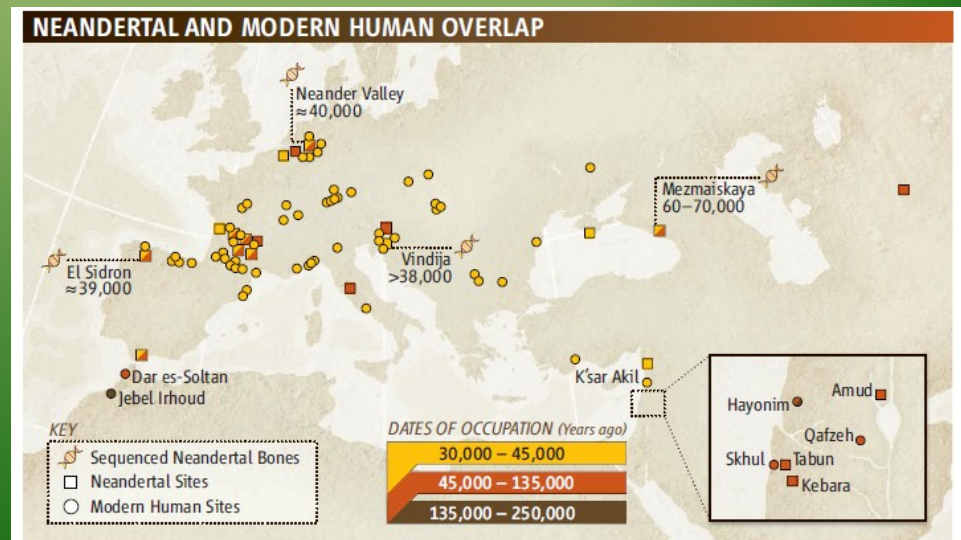 NEANDERTAL AND MODERN HUMAN OVERLAP
Neander Valley
≈40,000
Mezmaiskaya
60–70,000
El Sidron
≈39,000
Vindija
>38,000
Dar es-Soltan
Jebel Irhoud
K'sar Akil
Hayonim
Amud
Qafzeh
Skhul
Tabun
Kebara
KEY
Sequenced Neandertal Bones
Neandertal Sites
Modern Human Sites
DATES OF OCCUPATION (Years ago)
30,000 – 45,000
45,000 – 135,000
135,000 – 250,000